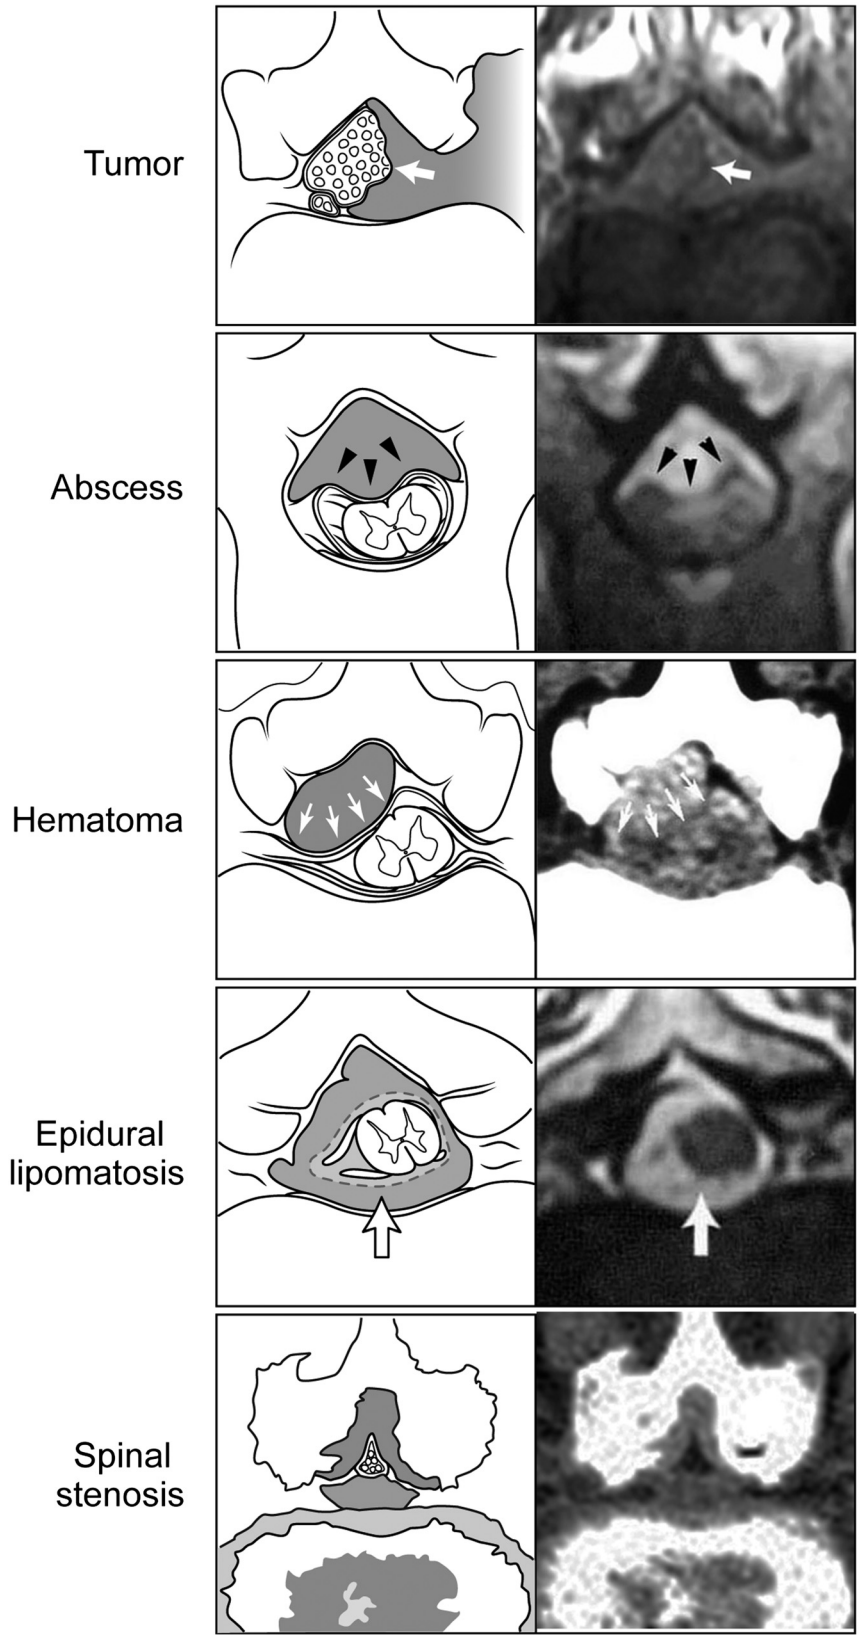 Tumor
Abscess
Hematoma
Epidural
lipomatosis
Spinal
stenosis